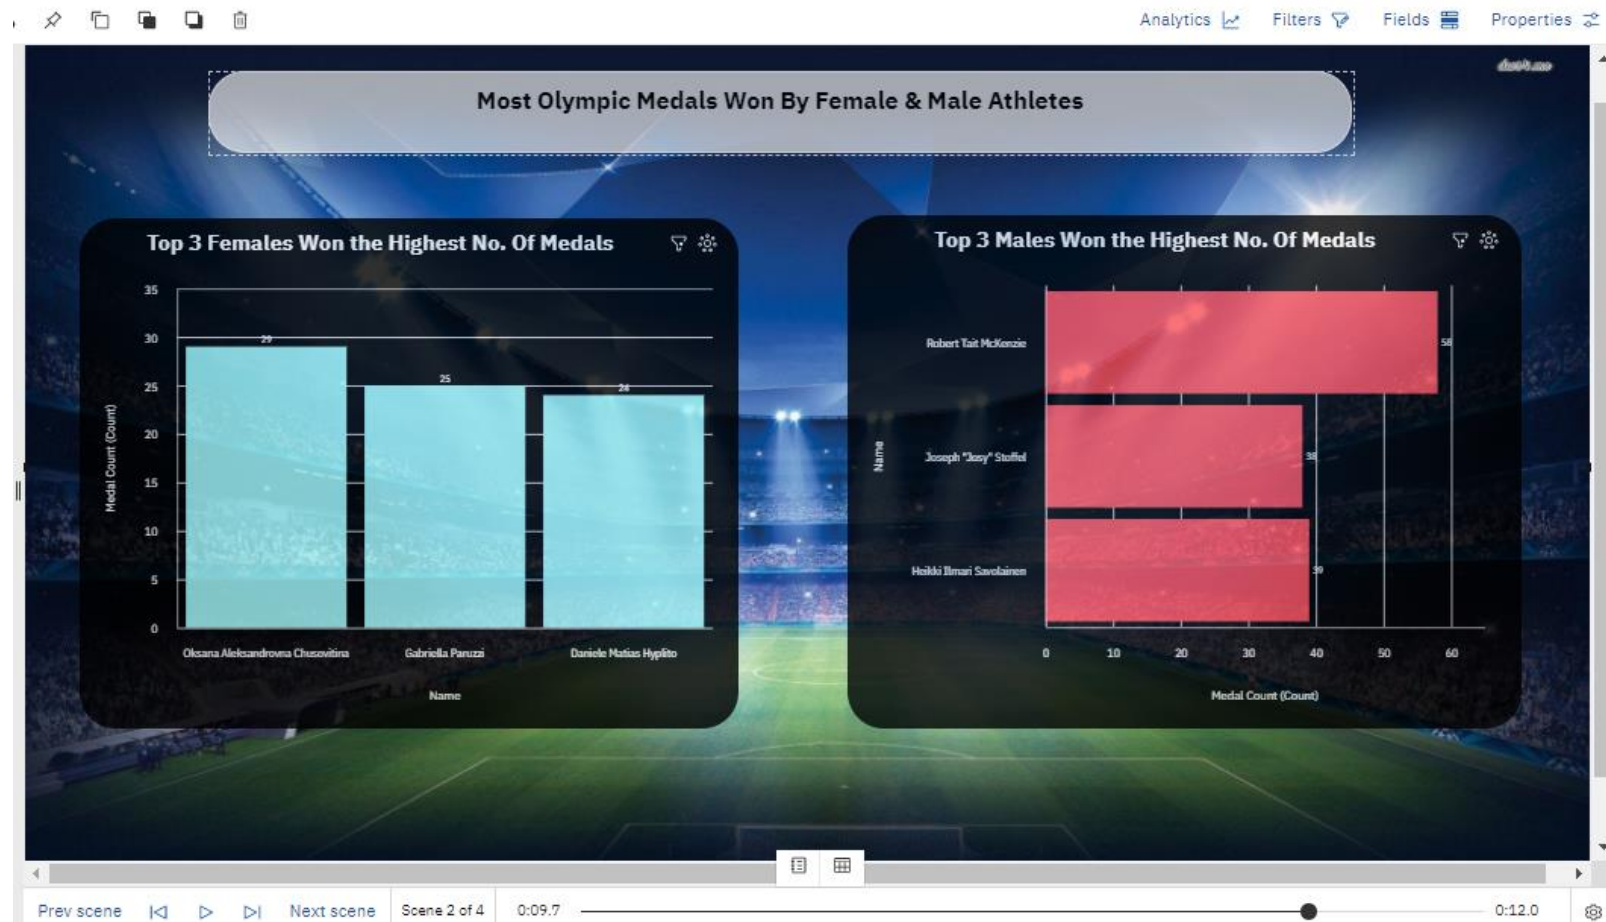 Analytics Filters Fields Properties
Most Olympic Medals Won By Female & Male Athletes
Top 3 Females Won the Highest No. Of Medals
35
30
25
20
15
10
5
0
Medal Count (Count)
29
25
24
Oksana Aleksandrovna Chusovitina Gabriella Paruzzi Daniele Matias Hyplito
Name
Top 3 Males Won the Highest No. Of Medals
Name
Robert Tait McKenzie 58
Joseph "Josy" Stoffel 38
Heikki Ilmari Savolainen 39
0 10 20 30 40 50 60
Medal Count (Count)
Prev scene Next scene Scene 2 of 4 0:09.7 0:12.0